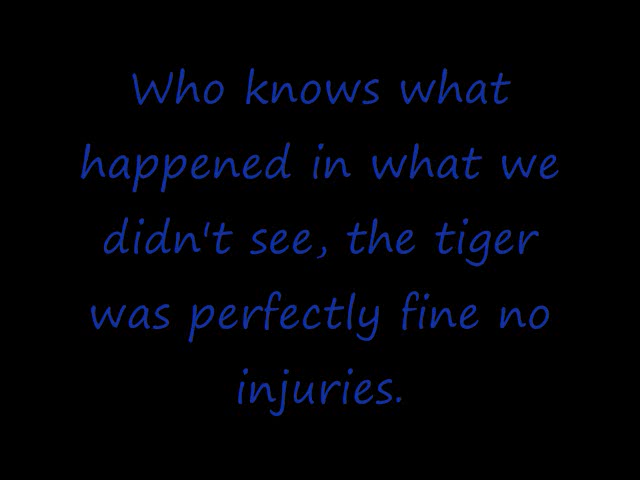 Who knows what
happened in what we
didn't see, the tiger
was perfectly fine no
injuries.